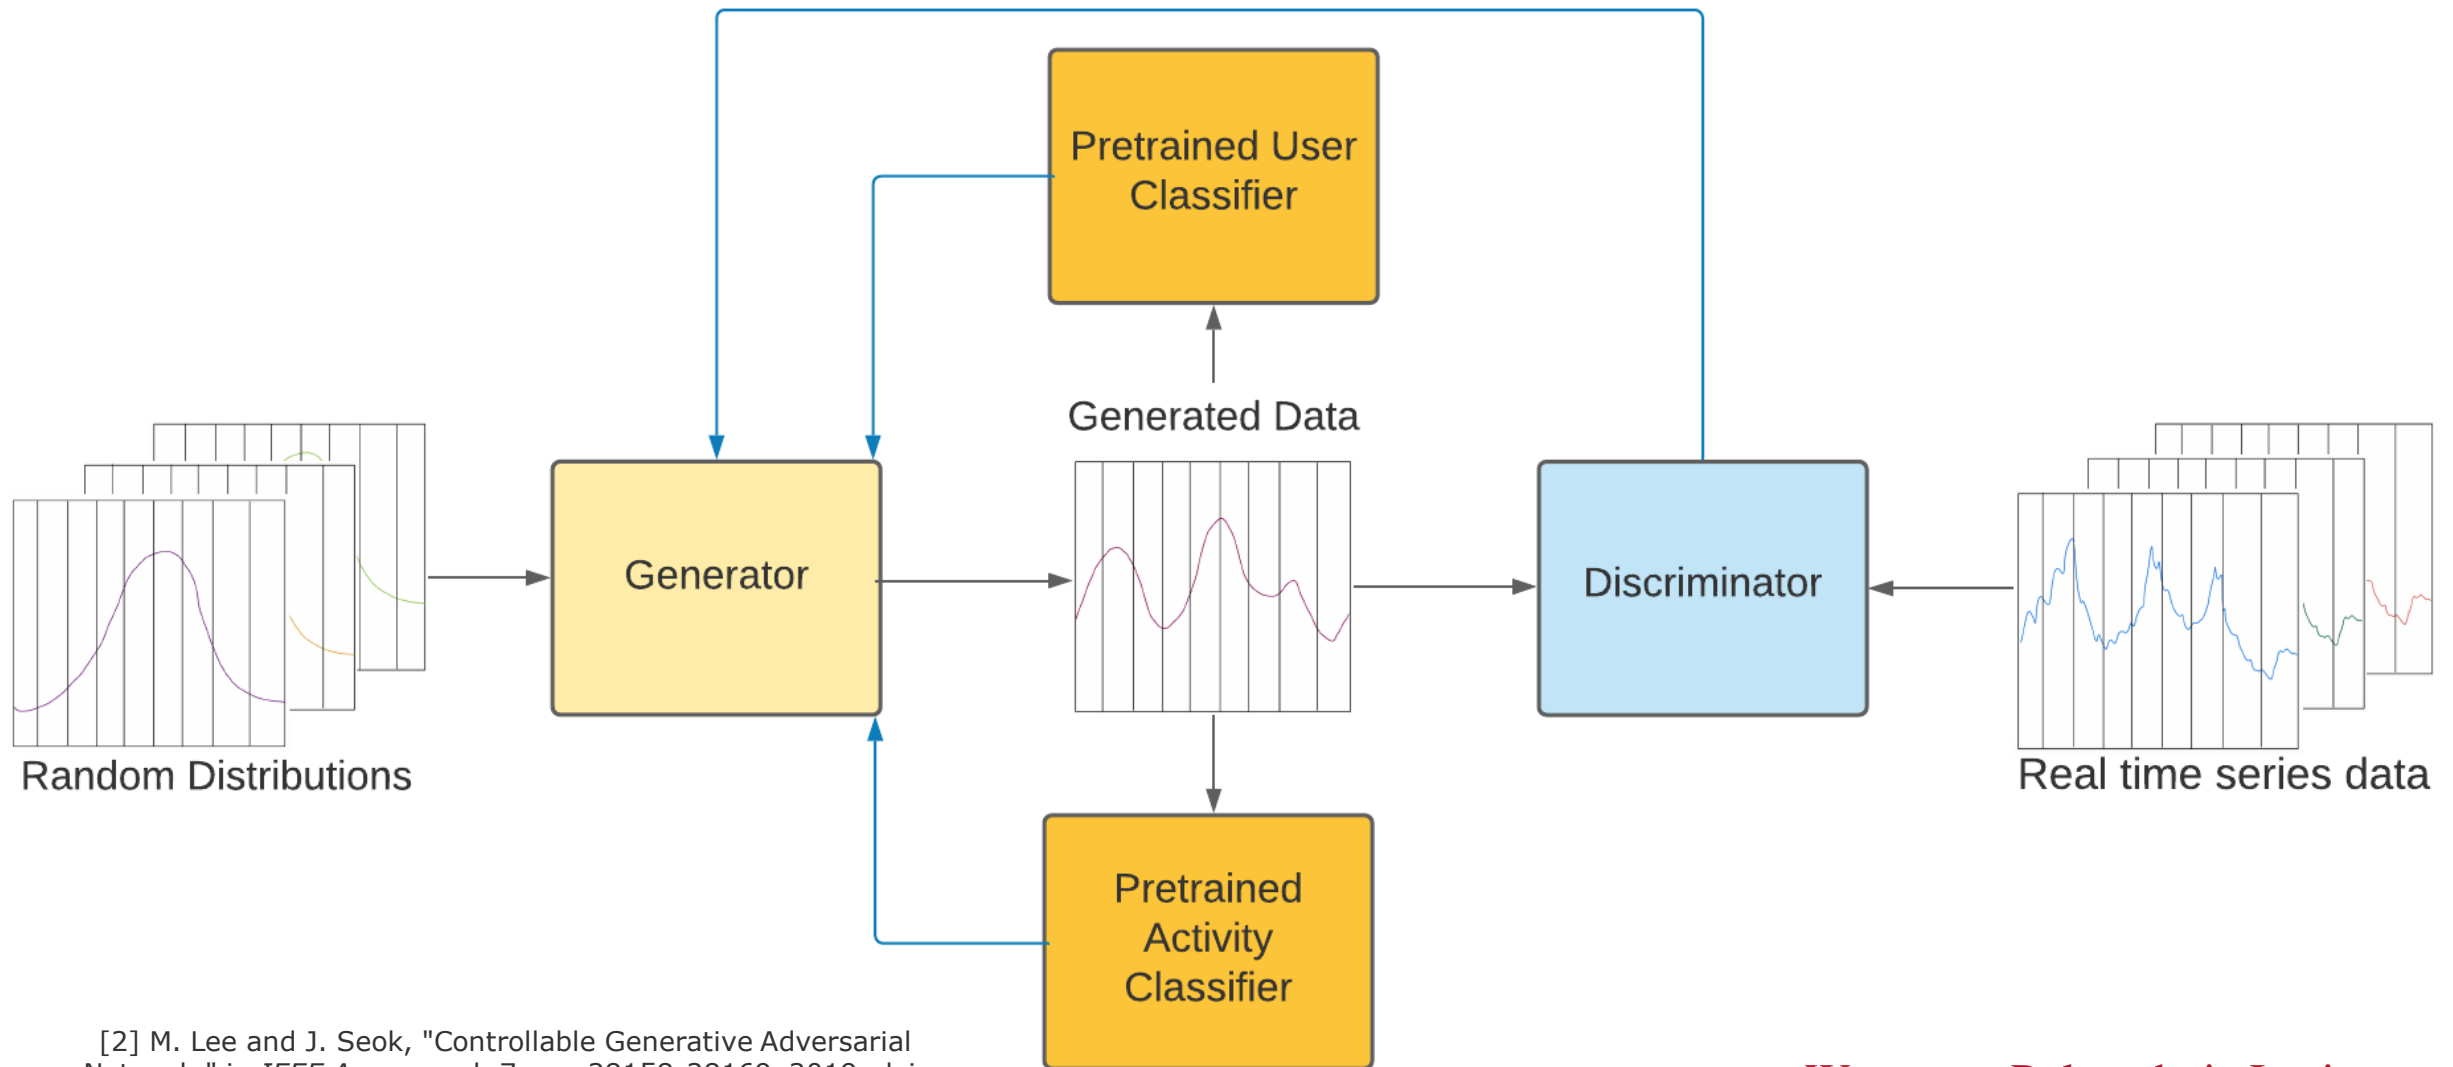 Pretrained User
Classifier
Generated Data
Generator
Discriminator
Random Distributions
Real time series data
Pretrained
Activity
Classifier
[2] M. Lee and J. Seok, "Controllable Generative Adversarial